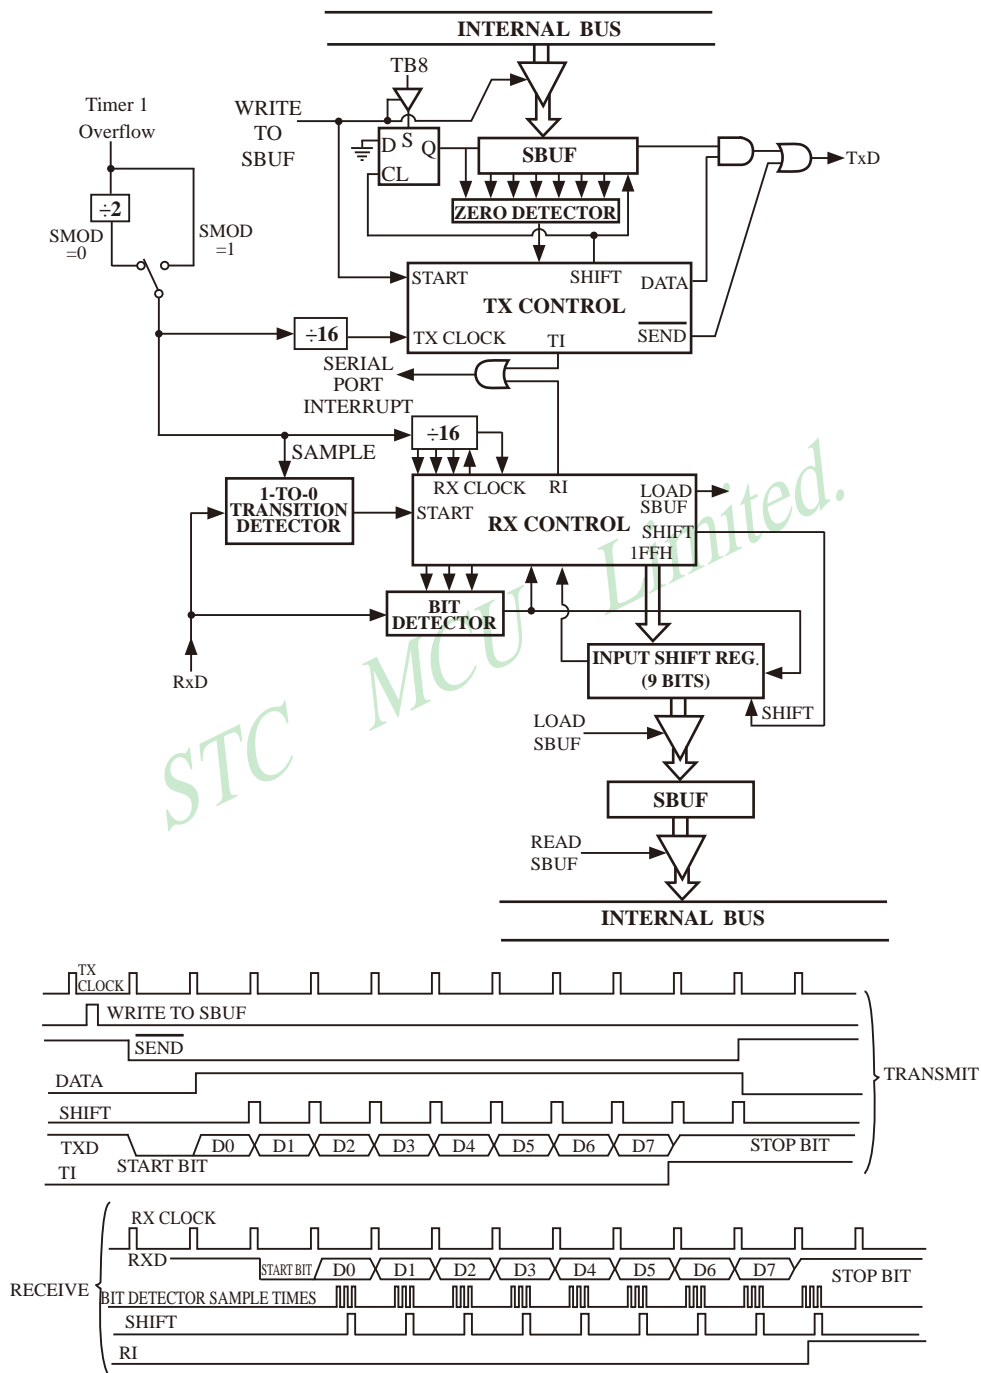 INTERNAL BUS
TB8
Timer 1
Overflow
WRITE
TO
SBUF
D S Q
CL
SBUF
TxD
÷2
ZERO DETECTOR
SMOD
=0
SMOD
=1
START
SHIFT
DATA
TX CONTROL
÷16
TX CLOCK
TI
SEND
SERIAL
PORT
INTERRUPT
÷16
SAMPLE
1-TO-0
TRANSITION
DETECTOR
RX CLOCK
RI
LOAD
SBUF
START
RX CONTROL
SHIFT
1FFH
BIT
DETECTOR
RxD
INPUT SHIFT REG.
(9 BITS)
SHIFT
LOAD
SBUF
SBUF
READ
SBUF
INTERNAL BUS
STC MCU Limited.
TX
CLOCK
WRITE TO SBUF
SEND
DATA
TRANSMIT
SHIFT
TXD
START BIT
D0 D1 D2 D3 D4 D5 D6 D7
STOP BIT
TI
RX CLOCK
RXD
START BIT
D0 D1 D2 D3 D4 D5 D6 D7
STOP BIT
RECEIVE
BIT DETECTOR SAMPLE TIMES
SHIFT
RI